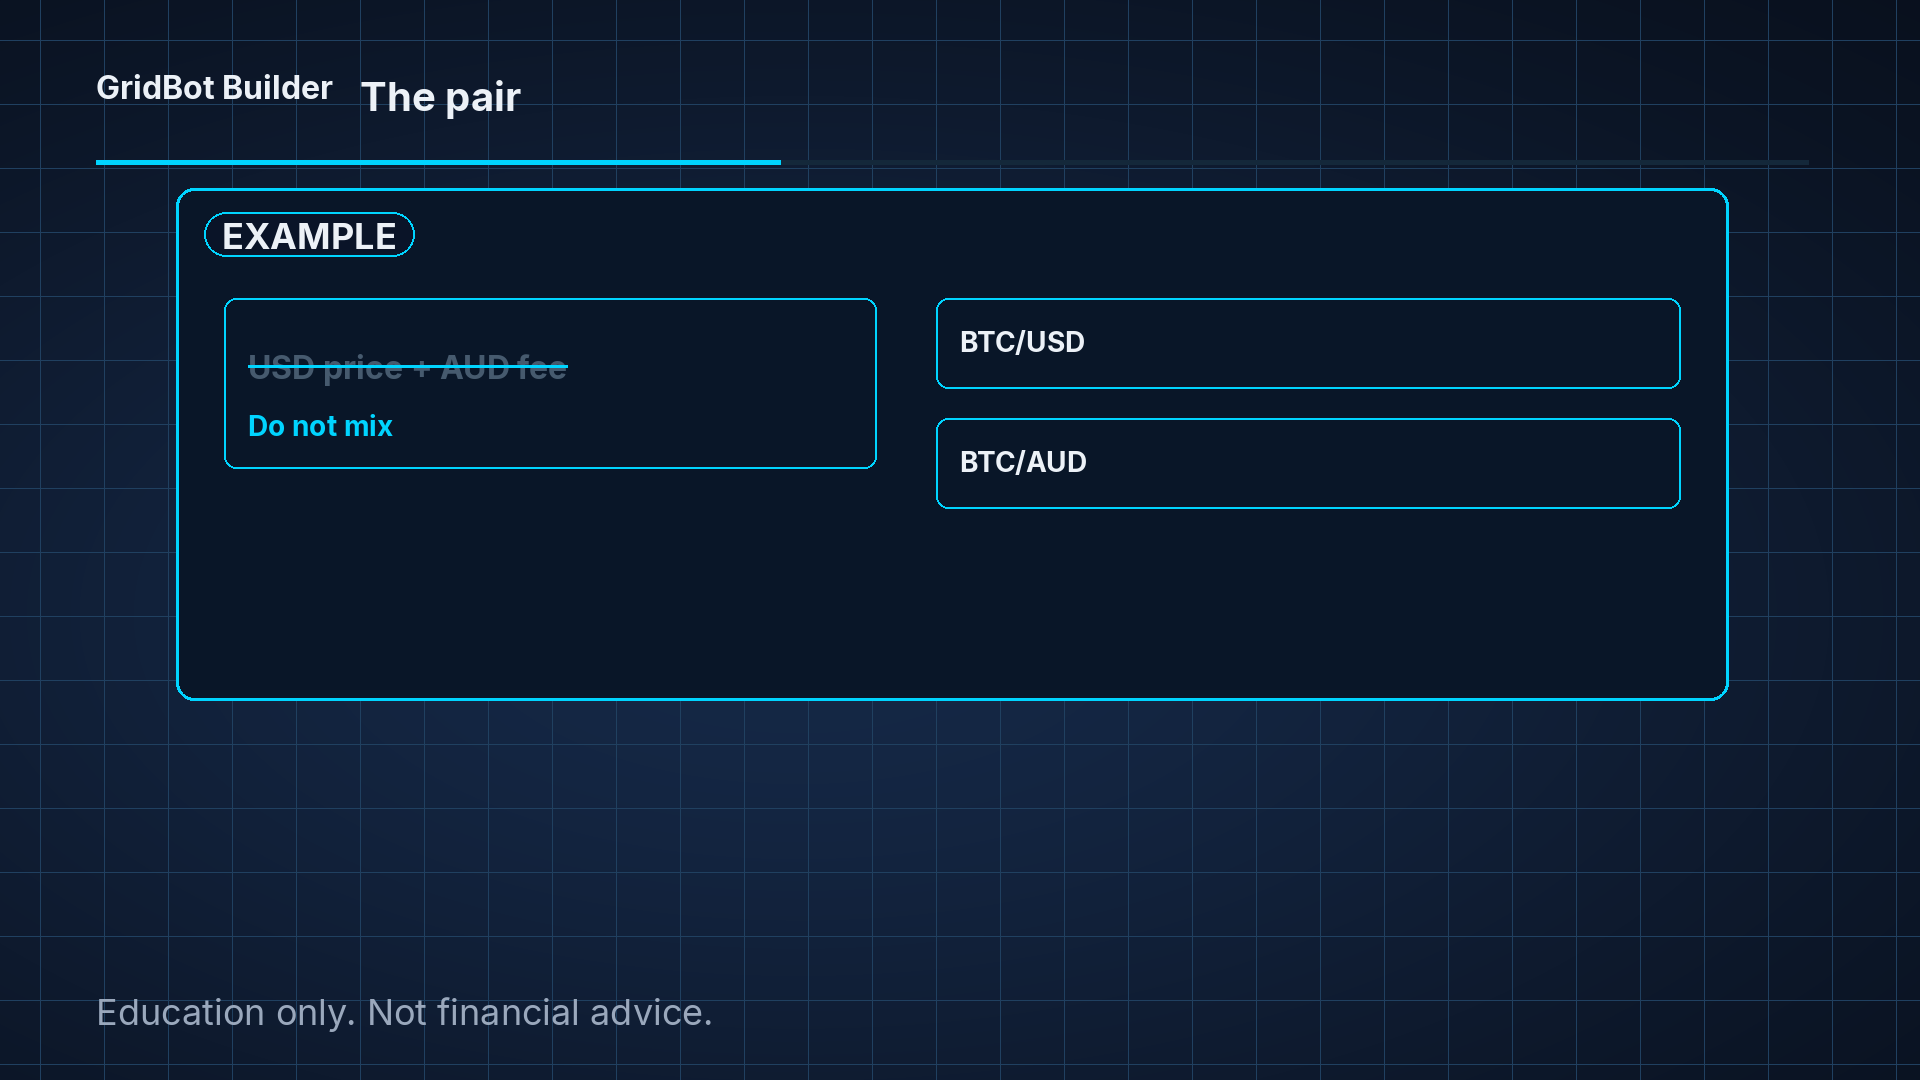 GridBot Builder
The pair
EXAMPLE
USD price + AUD fee
Do not mix
BTC/USD
BTC/AUD
Education only. Not financial advice.